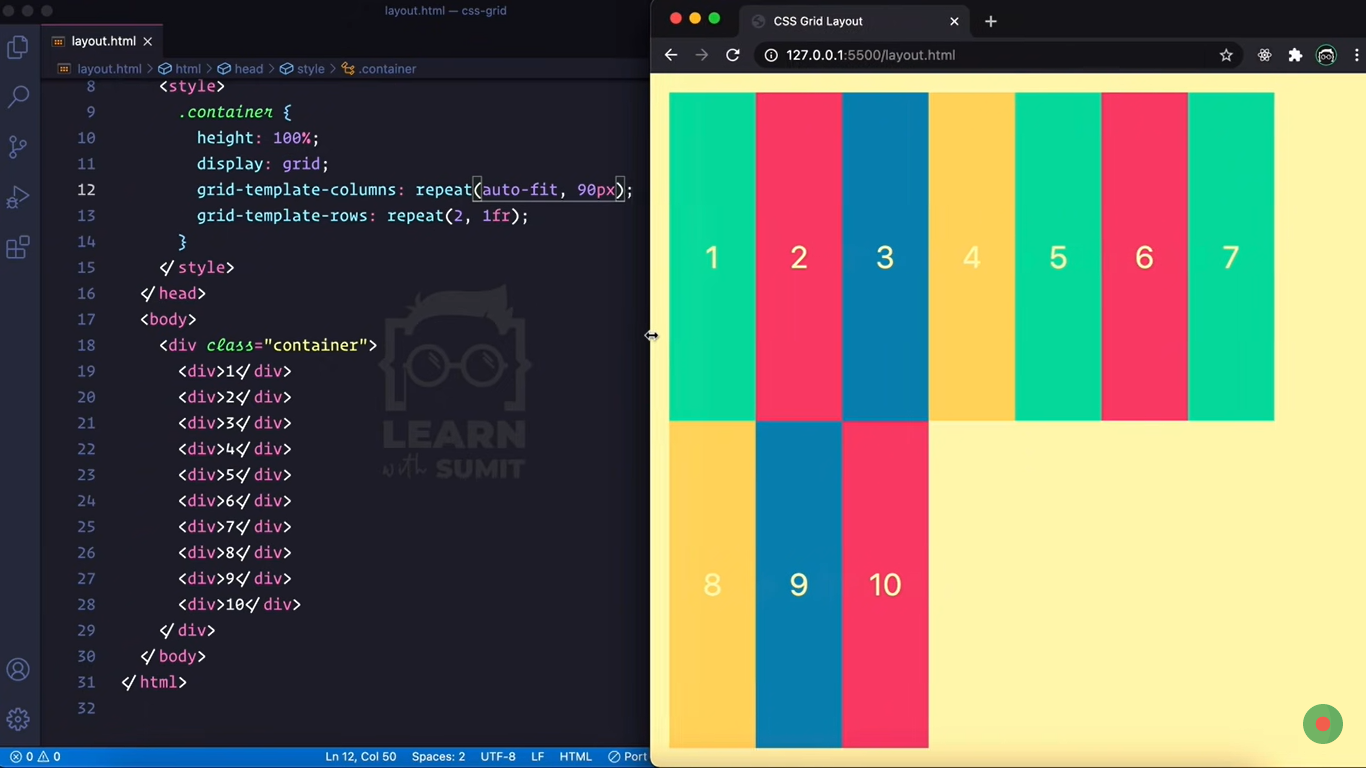 layout.html — css-grid
layout.html
layout.html > html > head > style > .container
8 <style>
9 .container {
10 height: 100%;
11 display: grid;
12 grid-template-columns: repeat(auto-fit, 90px);
13 grid-template-rows: repeat(2, 1fr);
14 }
15 </style>
16 </head>
17 <body>
18 <div class="container">
19 <div>1</div>
20 <div>2</div>
21 <div>3</div>
22 <div>4</div>
23 <div>5</div>
24 <div>6</div>
25 <div>7</div>
26 <div>8</div>
27 <div>9</div>
28 <div>10</div>
29 </div>
30 </body>
31 </html>
32
LEARN
with SUMIT
0 0 Ln 12, Col 50 Spaces: 2 UTF-8 LF HTML Port
CSS Grid Layout
127.0.0.1:5500/layout.html
1 2 3 4 5 6 7
8 9 10